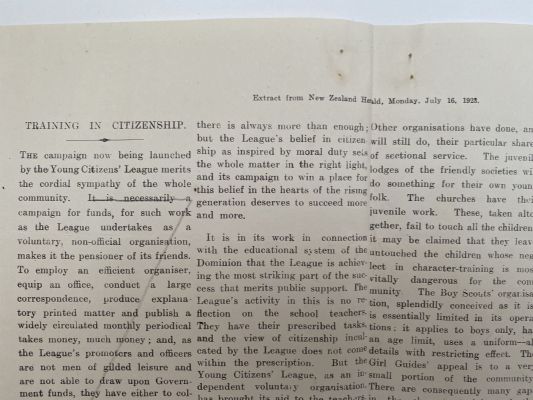 Extract from New Zealand Herald, Monday, July 16, 1923.
TRAINING IN CITIZENSHIP.
THE campaign now being launched
by the Young Citizens' League merits
the cordial sympathy of the whole
community. It is necessarily a
campaign for funds, for such work
as the League undertakes as a
voluntary, non-official organisation,
makes it the pensioner of its friends.
To employ an efficient organiser,
equip an office, conduct a large
correspondence, produce explana-
tory printed matter and publish a
widely circulated monthly periodical
takes money, much money; and, as
the League's promoters and officers
are not men of gilded leisure and
are not able to draw upon Govern-
ment funds, they have either to col-
there is always more than enough;
but the League's belief in citizen
ship as inspired by moral duty sets
the whole matter in the right light,
and its campaign to win a place for
this belief in the hearts of the rising
generation deserves to succeed more
and more.
It is in its work in connection
with the educational system of the
Dominion that the League is achiev-
ing the most striking part of the suc-
cess that merits public support. The
League's activity in this is no re-
flection on the school teachers.
They have their prescribed tasks,
and the view of citizenship incul-
cated by the League does not come
within the prescription. But the
Young Citizens' League, as an in-
dependent voluntary organisation,
has brought its aid to the teachers
Other organisations have done, an
will still do, their particular share
of sectional service. The juvenil
lodges of the friendly societies wi
do something for their own youn
folk. The churches have thei
juvenile work. These, taken alto
gether, fail to touch all the children
it may be claimed that they leav
untouched the children whose neg
lect in character-training is mos
vitally dangerous for the com
munity. The Boy Scouts' organisa
tion, splendidly conceived as it is
is essentially limited in its opera
tions; it applies to boys only, ha
an age limit, uses a uniform—al
details with restricting effect. The
Girl Guides' appeal is to a very
small portion of the community
There are consequently many gap